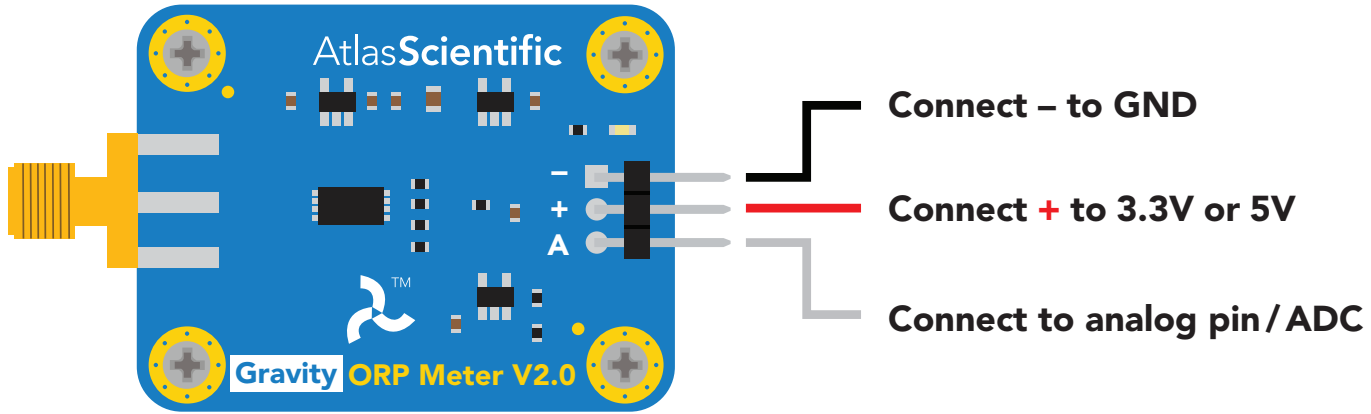 AtlasScientific
–
+
A
TM
Gravity ORP Meter V2.0
Connect – to GND
Connect + to 3.3V or 5V
Connect to analog pin / ADC